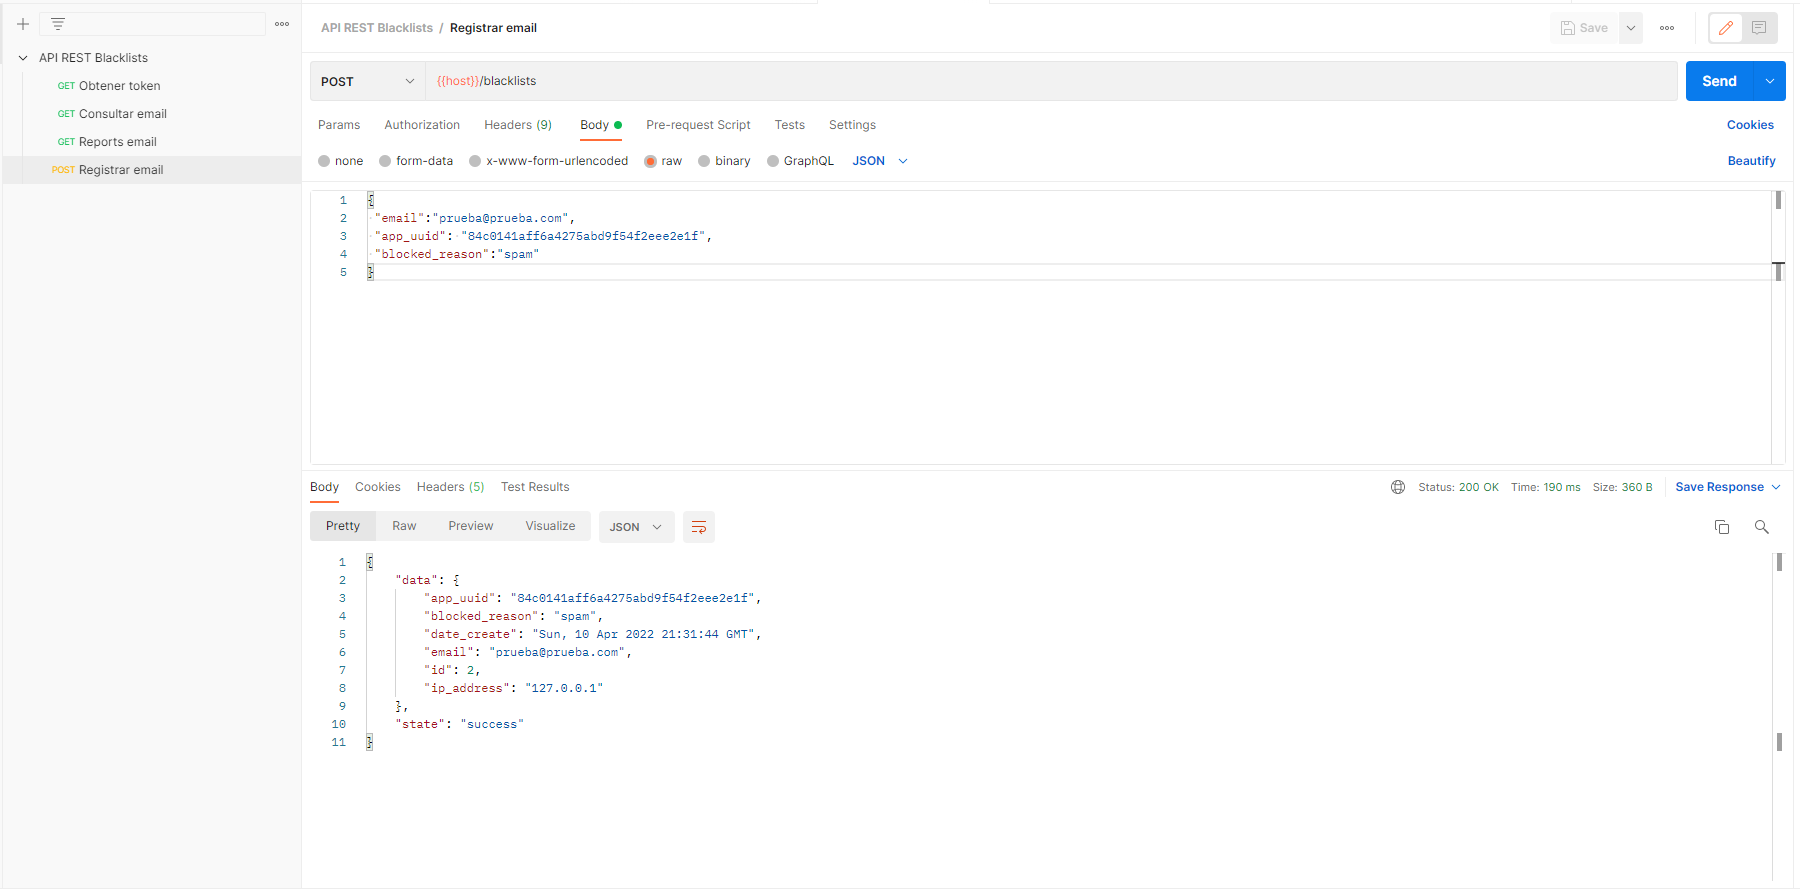 API REST Blacklists
GET Obtener token
GET Consultar email
GET Reports email
POST Registrar email
API REST Blacklists / Registrar email
Save
POST
{{host}}/blacklists
Send
Params Authorization Headers (9) Body Pre-request Script Tests Settings Cookies
none form-data x-www-form-urlencoded raw binary GraphQL JSON Beautify
1 {
2 "email":"prueba@prueba.com",
3 "app_uuid": "84c0141aff6a4275abd9f54f2eee2e1f",
4 "blocked_reason":"spam"
5 }
Body Cookies Headers (5) Test Results Status: 200 OK Time: 190 ms Size: 360 B Save Response
Pretty Raw Preview Visualize JSON
1 {
2 "data": {
3 "app_uuid": "84c0141aff6a4275abd9f54f2eee2e1f",
4 "blocked_reason": "spam",
5 "date_create": "Sun, 10 Apr 2022 21:31:44 GMT",
6 "email": "prueba@prueba.com",
7 "id": 2,
8 "ip_address": "127.0.0.1"
9 },
10 "state": "success"
11 }